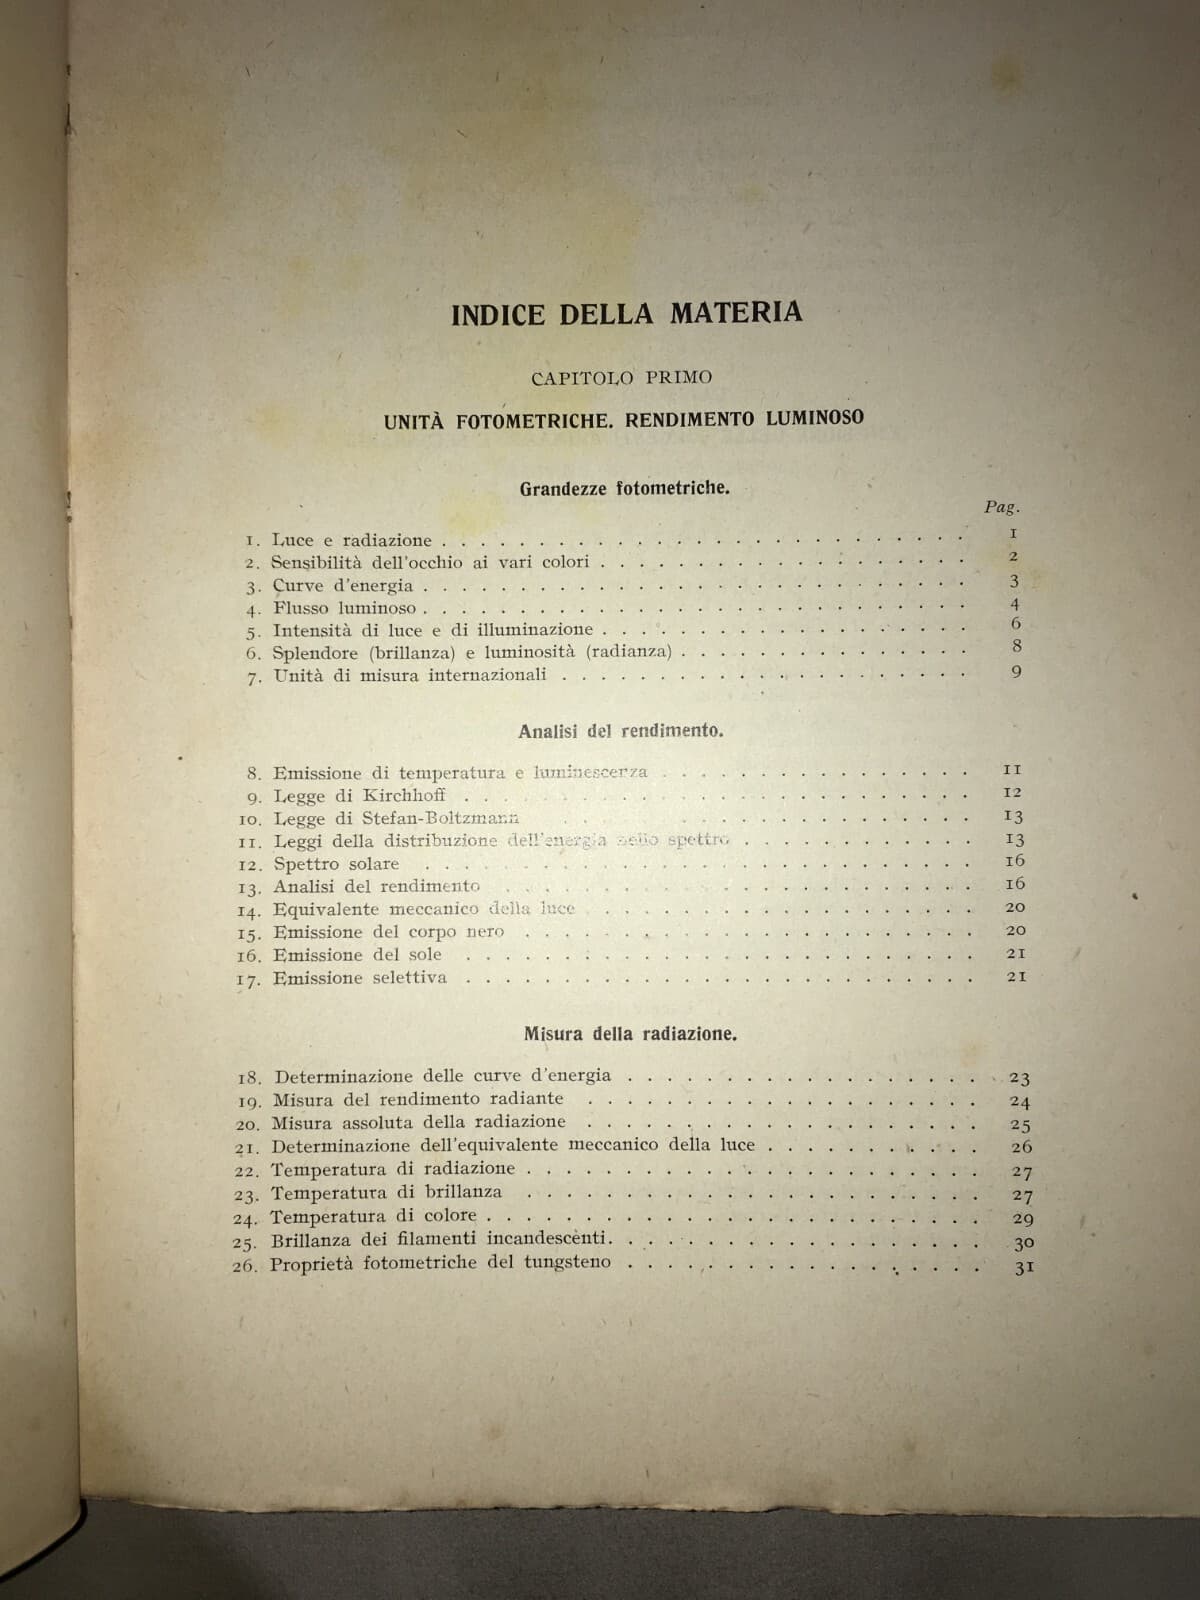 INDICE DELLA MATERIA
CAPITOLO PRIMO
UNITÀ FOTOMETRICHE. RENDIMENTO LUMINOSO
Grandezze fotometriche.
Pag.
1. Luce e radiazione . . . . . . . . . . . . . . . . . . . . . . . . . . . 1
2. Sensibilità dell'occhio ai vari colori . . . . . . . . . . . . . . . . . . . 2
3. Curve d'energia . . . . . . . . . . . . . . . . . . . . . . . . . . . . 3
4. Flusso luminoso . . . . . . . . . . . . . . . . . . . . . . . . . . . . 4
5. Intensità di luce e di illuminazione . . . . . . . . . . . . . . . . . . . 6
6. Splendore (brillanza) e luminosità (radianza) . . . . . . . . . . . . . . . 8
7. Unità di misura internazionali . . . . . . . . . . . . . . . . . . . . . 9
Analisi del rendimento.
8. Emissione di temperatura e luminescenza . . . . . . . . . . . . . . . . 11
9. Legge di Kirchhoff . . . . . . . . . . . . . . . . . . . . . . . . . . 12
10. Legge di Stefan-Boltzmann . . . . . . . . . . . . . . . . . . . . . 13
11. Leggi della distribuzione dell'energia nello spettro . . . . . . . . . . . . 13
12. Spettro solare . . . . . . . . . . . . . . . . . . . . . . . . . . . 16
13. Analisi del rendimento . . . . . . . . . . . . . . . . . . . . . . . 16
14. Equivalente meccanico della luce . . . . . . . . . . . . . . . . . . . 20
15. Emissione del corpo nero . . . . . . . . . . . . . . . . . . . . . . 20
16. Emissione del sole . . . . . . . . . . . . . . . . . . . . . . . . . 21
17. Emissione selettiva . . . . . . . . . . . . . . . . . . . . . . . . . 21
Misura della radiazione.
18. Determinazione delle curve d'energia . . . . . . . . . . . . . . . . . . 23
19. Misura del rendimento radiante . . . . . . . . . . . . . . . . . . . . 24
20. Misura assoluta della radiazione . . . . . . . . . . . . . . . . . . . . 25
21. Determinazione dell'equivalente meccanico della luce . . . . . . . . . . . 26
22. Temperatura di radiazione . . . . . . . . . . . . . . . . . . . . . . . 27
23. Temperatura di brillanza . . . . . . . . . . . . . . . . . . . . . . . 27
24. Temperatura di colore . . . . . . . . . . . . . . . . . . . . . . . . . 29
25. Brillanza dei filamenti incandescenti. . . . . . . . . . . . . . . . . . . . 30
26. Proprietà fotometriche del tungsteno . . . . . . . . . . . . . . . . . . 31